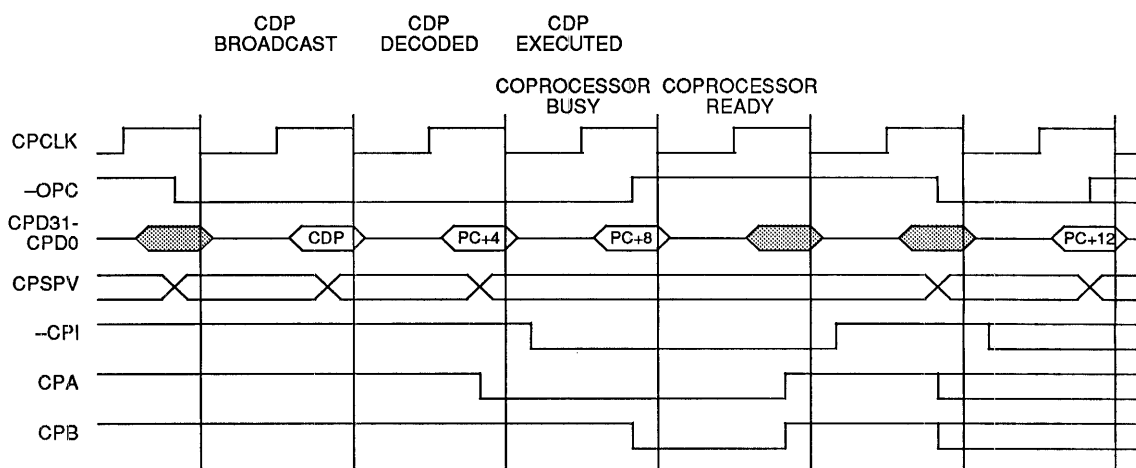 CDP
BROADCAST
CDP
DECODED
CDP
EXECUTED
COPROCESSOR
BUSY
COPROCESSOR
READY
CPCLK
–OPC
CPD31-
CPD0
CDP
PC+4
PC+8
PC+12
CPSPV
--CPI
CPA
CPB